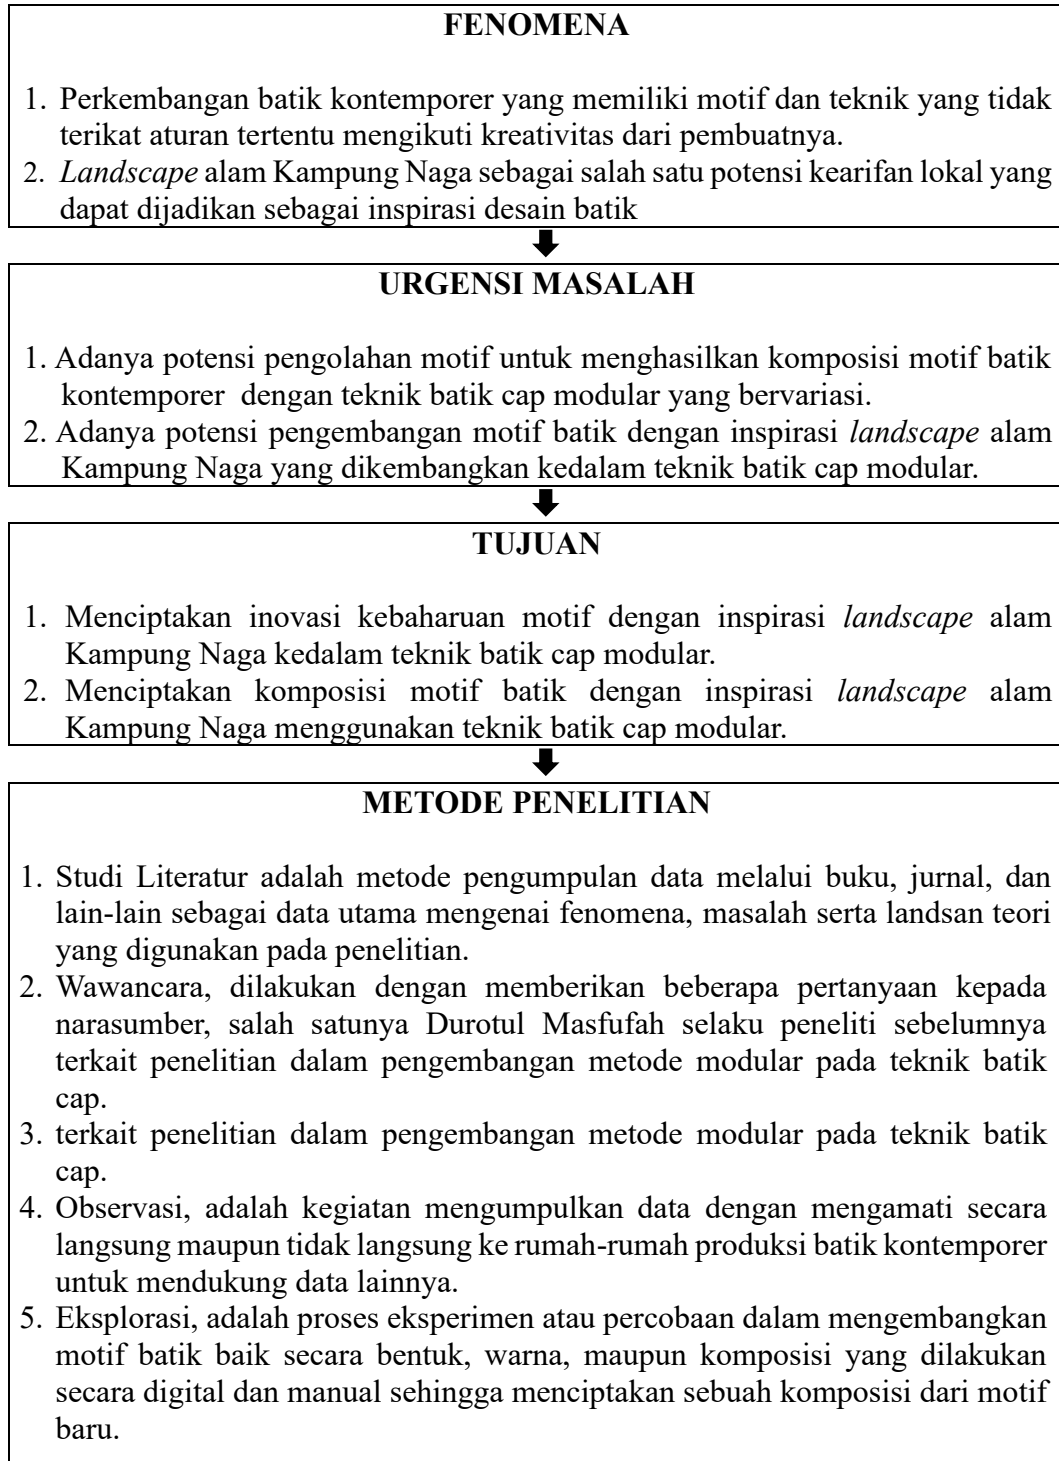 FENOMENA
1. Perkembangan batik kontemporer yang memiliki motif dan teknik yang tidak
terikat aturan tertentu mengikuti kreativitas dari pembuatnya.
2. Landscape alam Kampung Naga sebagai salah satu potensi kearifan lokal yang
dapat dijadikan sebagai inspirasi desain batik
URGENSI MASALAH
1. Adanya potensi pengolahan motif untuk menghasilkan komposisi motif batik
kontemporer dengan teknik batik cap modular yang bervariasi.
2. Adanya potensi pengembangan motif batik dengan inspirasi landscape alam
Kampung Naga yang dikembangkan kedalam teknik batik cap modular.
TUJUAN
1. Menciptakan inovasi kebaharuan motif dengan inspirasi landscape alam
Kampung Naga kedalam teknik batik cap modular.
2. Menciptakan komposisi motif batik dengan inspirasi landscape alam
Kampung Naga menggunakan teknik batik cap modular.
METODE PENELITIAN
1. Studi Literatur adalah metode pengumpulan data melalui buku, jurnal, dan
lain-lain sebagai data utama mengenai fenomena, masalah serta landsan teori
yang digunakan pada penelitian.
2. Wawancara, dilakukan dengan memberikan beberapa pertanyaan kepada
narasumber, salah satunya Durotul Masfufah selaku peneliti sebelumnya
terkait penelitian dalam pengembangan metode modular pada teknik batik
cap.
3. terkait penelitian dalam pengembangan metode modular pada teknik batik
cap.
4. Observasi, adalah kegiatan mengumpulkan data dengan mengamati secara
langsung maupun tidak langsung ke rumah-rumah produksi batik kontemporer
untuk mendukung data lainnya.
5. Eksplorasi, adalah proses eksperimen atau percobaan dalam mengembangkan
motif batik baik secara bentuk, warna, maupun komposisi yang dilakukan
secara digital dan manual sehingga menciptakan sebuah komposisi dari motif
baru.